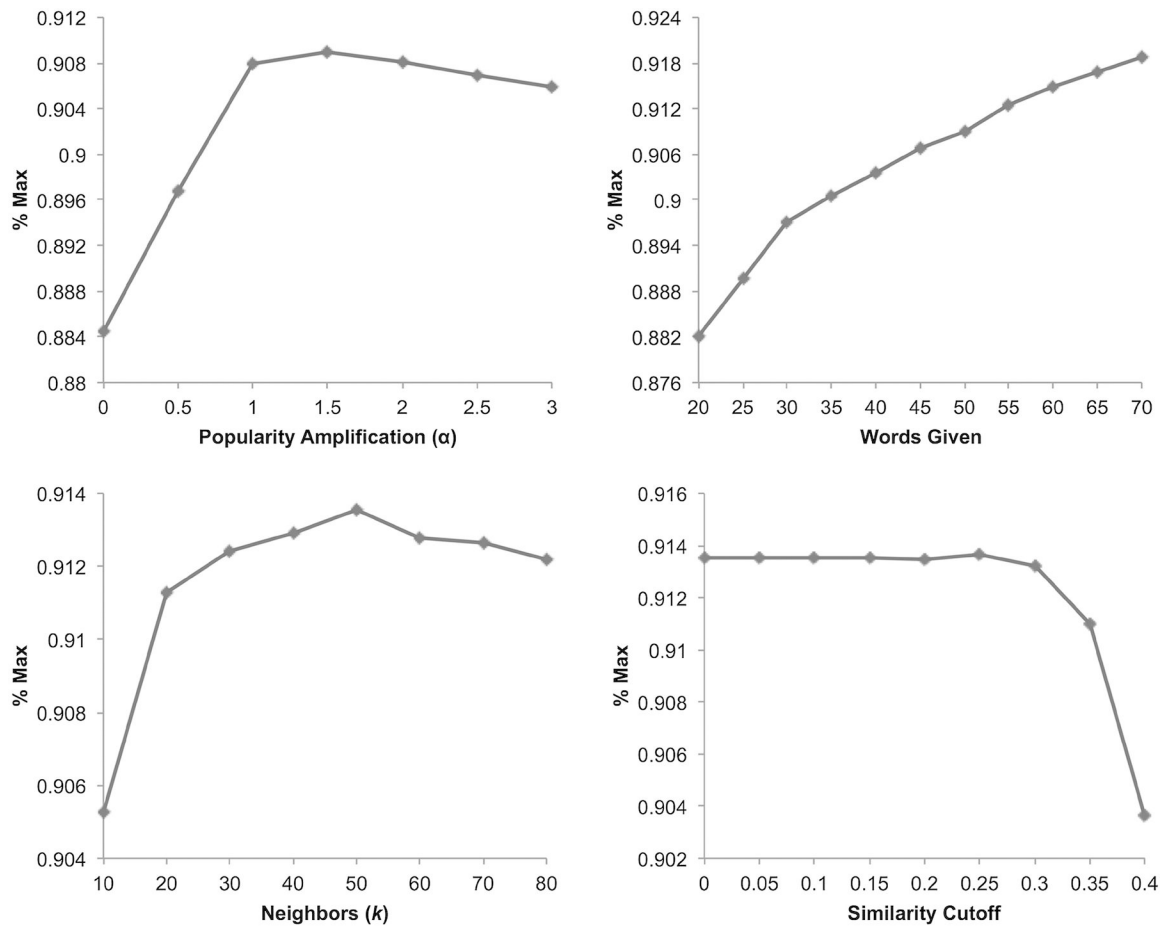 0.912
0.908
0.904
0.9
0.896
0.892
0.888
0.884
0.88
% Max
0 0.5 1 1.5 2 2.5 3
Popularity Amplification (α)
0.924
0.918
0.912
0.906
0.9
0.894
0.888
0.882
0.876
% Max
20 25 30 35 40 45 50 55 60 65 70
Words Given
0.914
0.912
0.91
0.908
0.906
0.904
% Max
10 20 30 40 50 60 70 80
Neighbors (k)
0.916
0.914
0.912
0.91
0.908
0.906
0.904
0.902
% Max
0 0.05 0.1 0.15 0.2 0.25 0.3 0.35 0.4
Similarity Cutoff